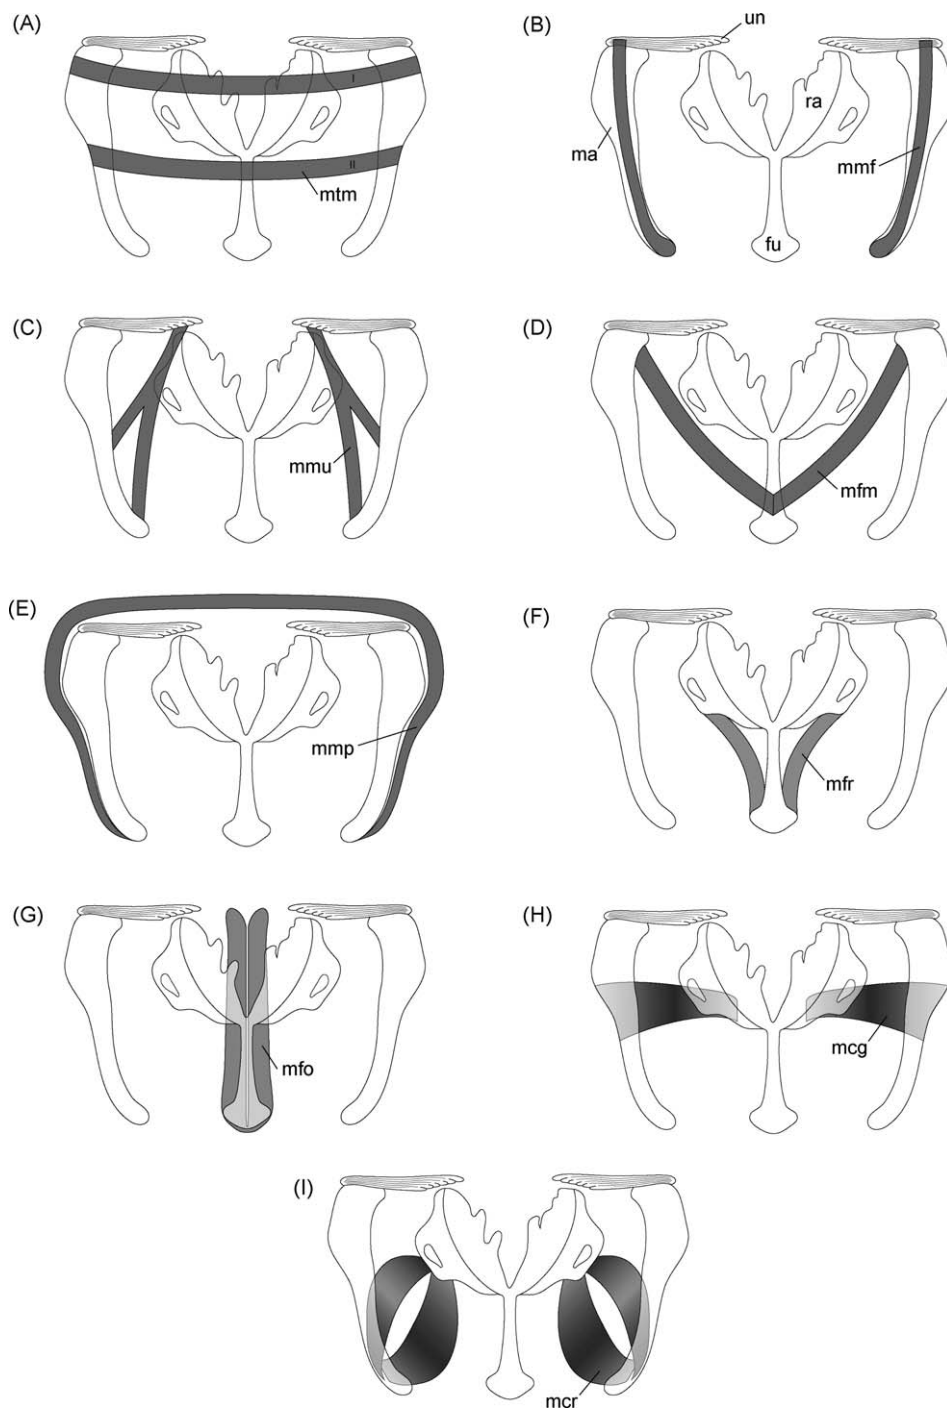 (A)
I
II
mtm
(B)
un
ra
ma
mmf
fu
(C)
mmu
(D)
mfm
(E)
mmp
(F)
mfr
(G)
mfo
(H)
mcg
(I)
mcr